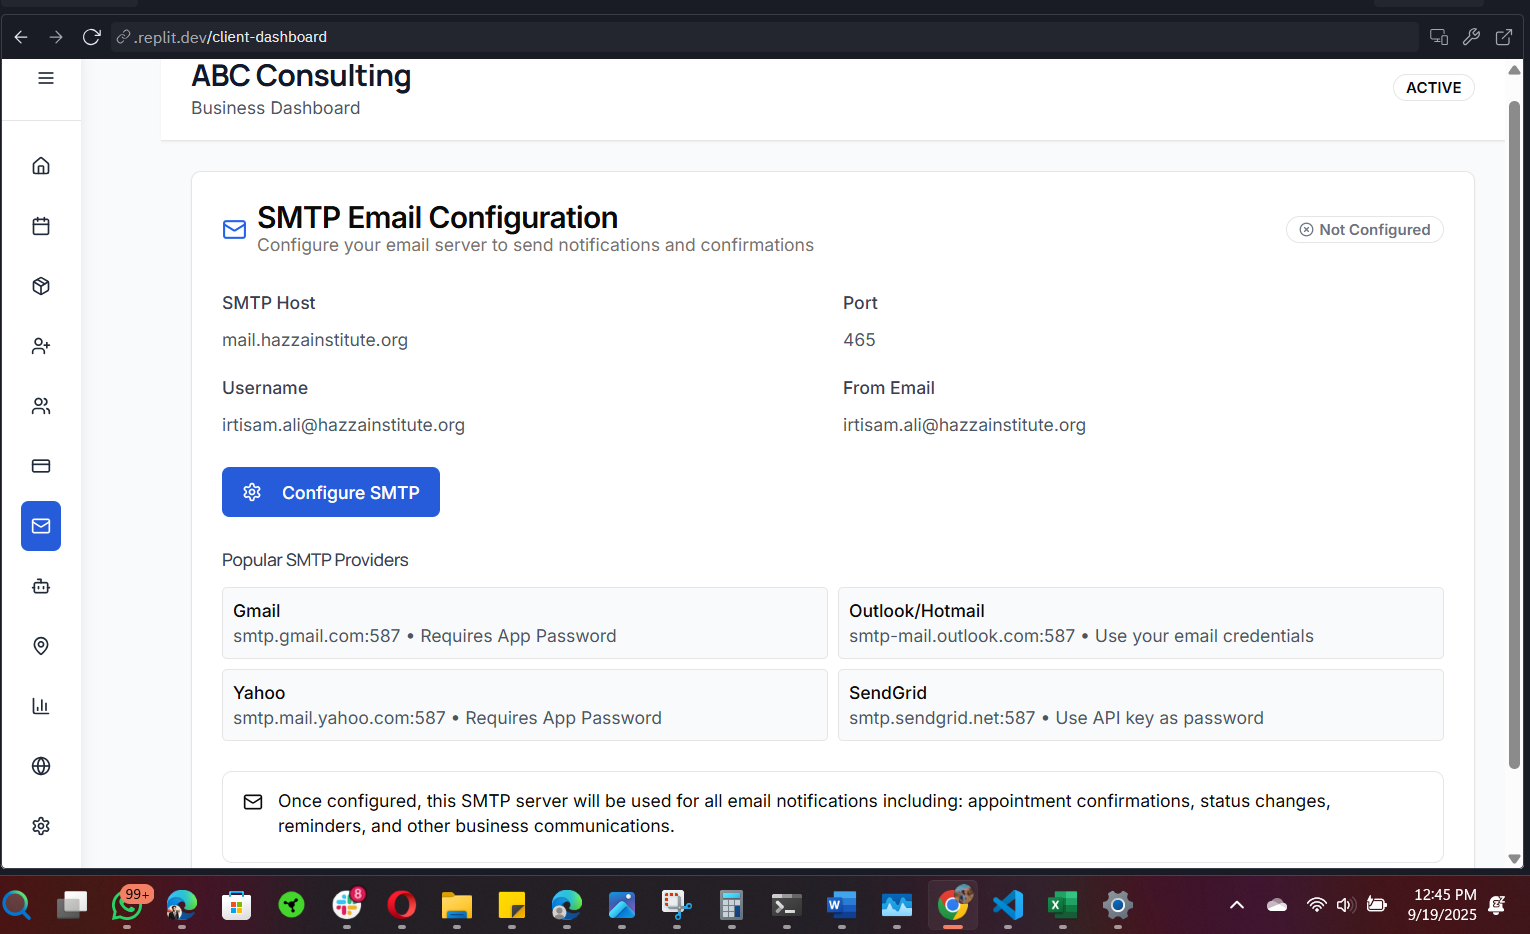 .replit.dev/client-dashboard
ABC Consulting
Business Dashboard
ACTIVE
SMTP Email Configuration
Configure your email server to send notifications and confirmations
Not Configured
SMTP Host
mail.hazzainstitute.org
Port
465
Username
irtisam.ali@hazzainstitute.org
From Email
irtisam.ali@hazzainstitute.org
Configure SMTP
Popular SMTP Providers
Gmail
smtp.gmail.com:587 • Requires App Password
Outlook/Hotmail
smtp-mail.outlook.com:587 • Use your email credentials
Yahoo
smtp.mail.yahoo.com:587 • Requires App Password
SendGrid
smtp.sendgrid.net:587 • Use API key as password
Once configured, this SMTP server will be used for all email notifications including: appointment confirmations, status changes,
reminders, and other business communications.
99+
8
12:45 PM
9/19/2025